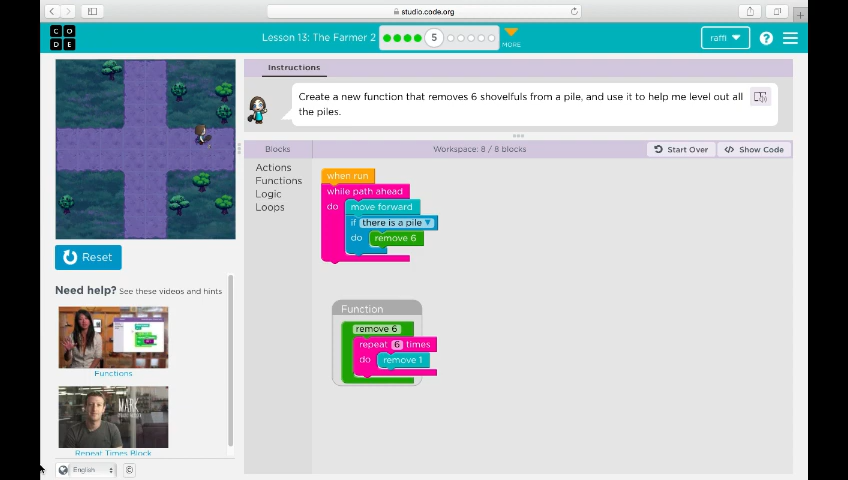 studio.code.org
C O
D E
Lesson 13: The Farmer 2
5
MORE
raffi
?
Instructions
Create a new function that removes 6 shovelfuls from a pile, and use it to help me level out all
the piles.
Blocks
Workspace: 8 / 8 blocks
Start Over
</> Show Code
Actions
Functions
Logic
Loops
when run
while path ahead
do move forward
if there is a pile
do remove 6
Function
remove 6
repeat 6 times
do remove 1
Reset
Need help? See these videos and hints
Functions
MARK
Repeat Times Block
English
©